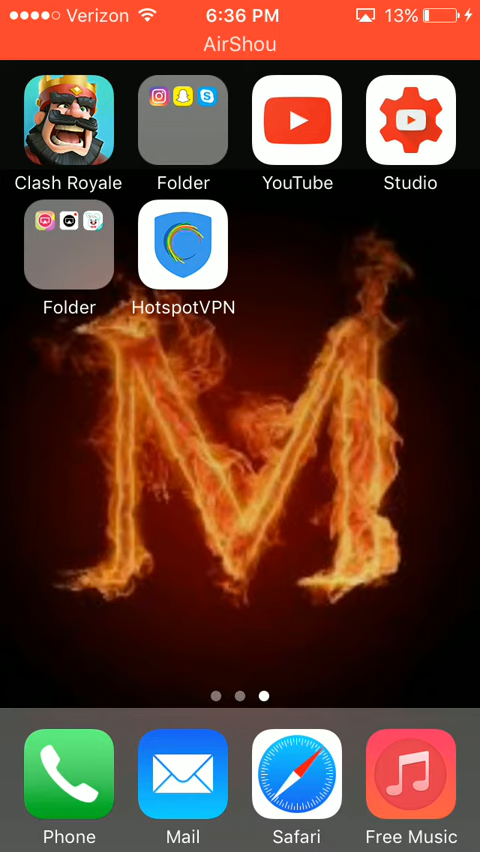 Verizon 6:36 PM 13%
AirShou
Clash Royale Folder YouTube Studio
Folder HotspotVPN
M
Phone Mail Safari Free Music